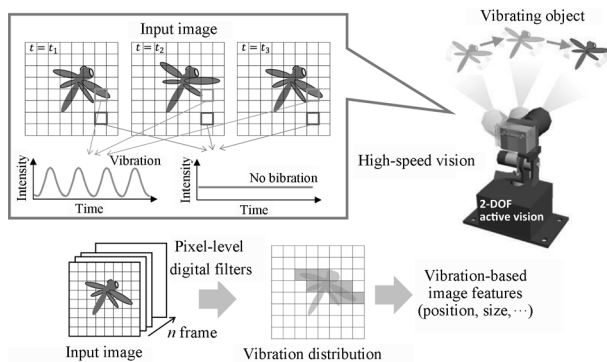 Input image
t = t₁
t = t₂
t = t₃
Intensity
Vibration
Time
Intensity
No bibration
Time
Vibrating object
High-speed vision
2-DOF
active vision
Pixel-level
digital filters
n frame
Input image
Vibration distribution
Vibration-based
image features
(position, size,⋯)